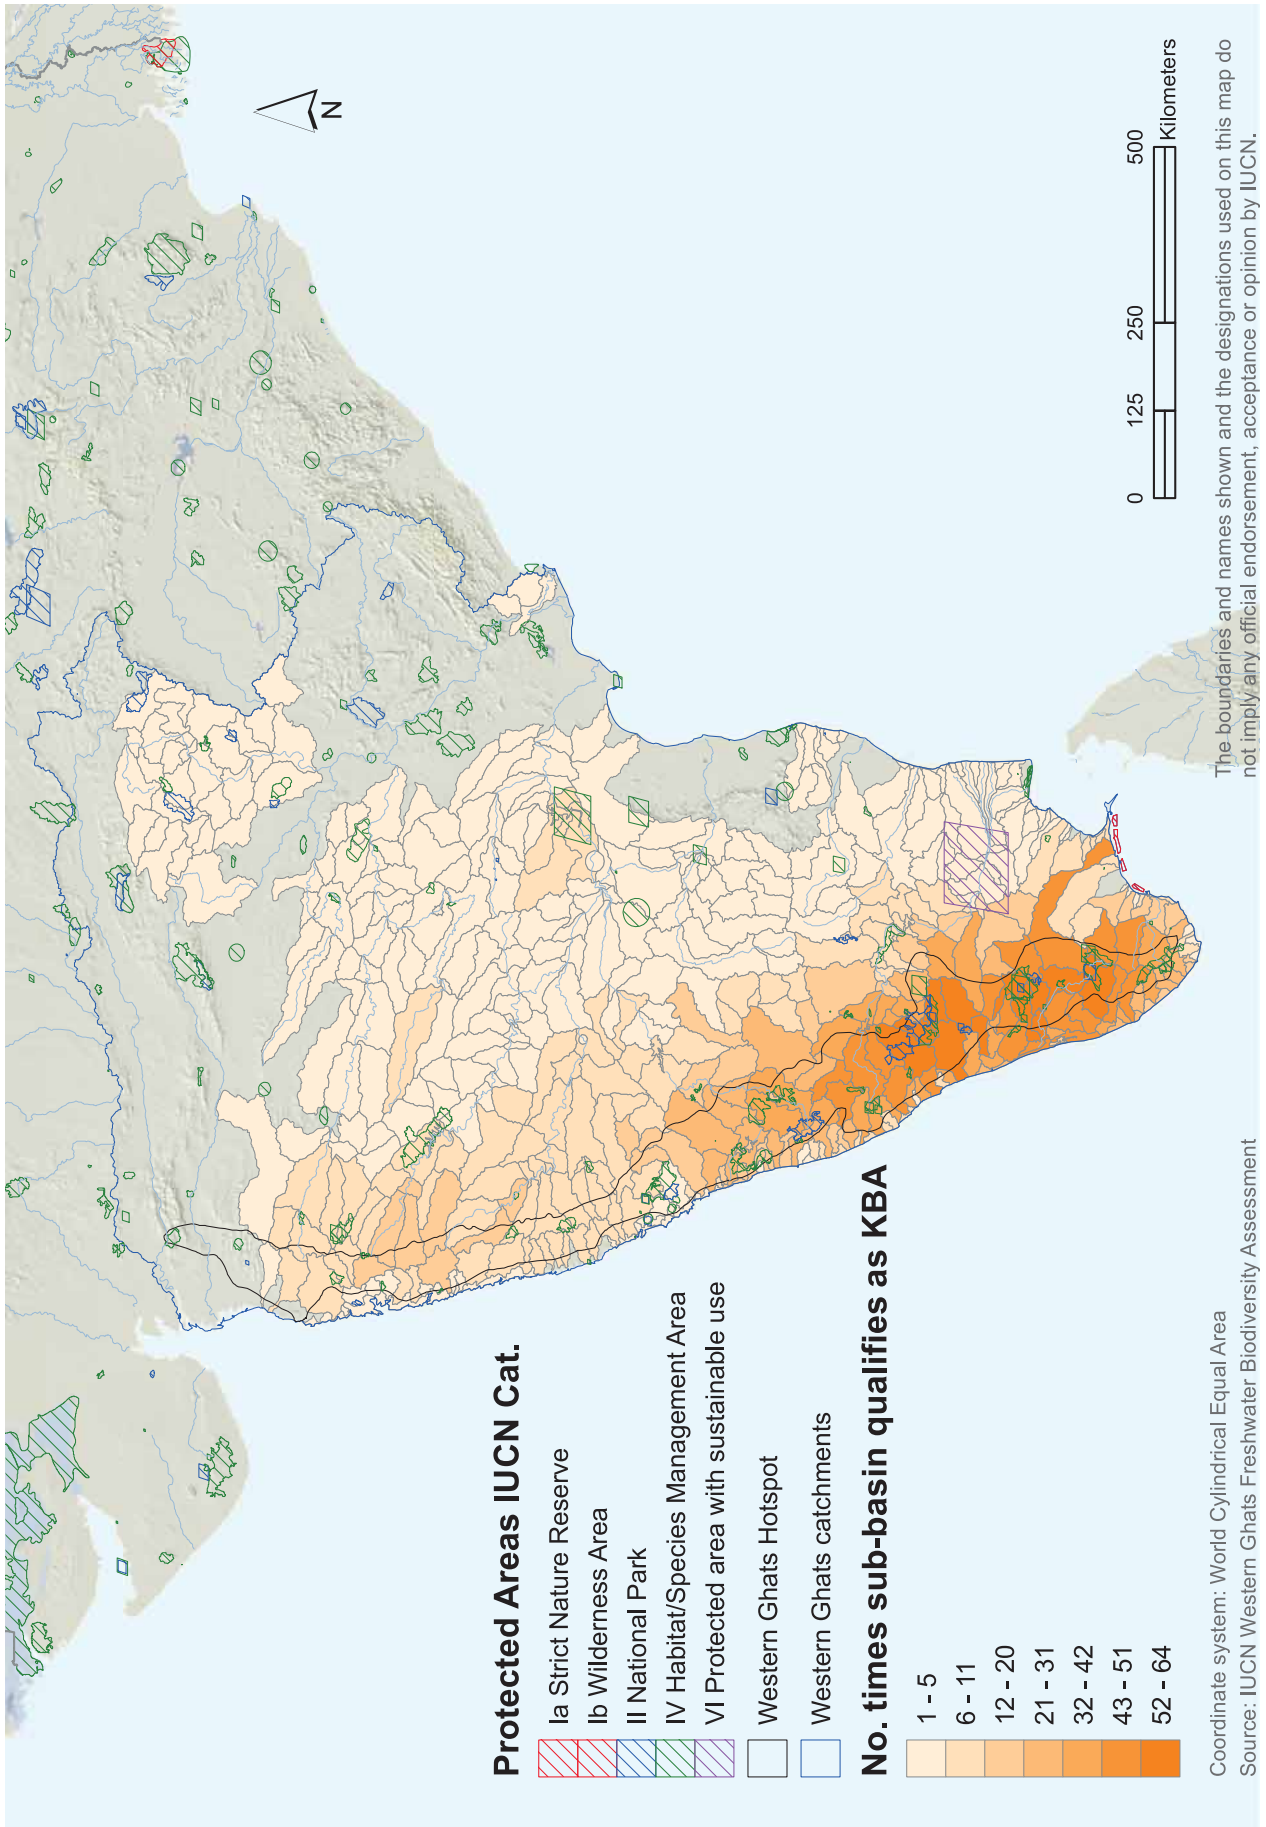 N
Protected Areas IUCN Cat.
Ia Strict Nature Reserve
Ib Wilderness Area
II National Park
IV Habitat/Species Management Area
VI Protected area with sustainable use
Western Ghats Hotspot
Western Ghats catchments
No. times sub-basin qualifies as KBA
1 - 5
6 - 11
12 - 20
21 - 31
32 - 42
43 - 51
52 - 64
0 125 250 500
Kilometers
Coordinate system: World Cylindrical Equal Area
Source: IUCN Western Ghats Freshwater Biodiversity Assessment
The boundaries and names shown and the designations used on this map do
not imply any official endorsement, acceptance or opinion by IUCN.